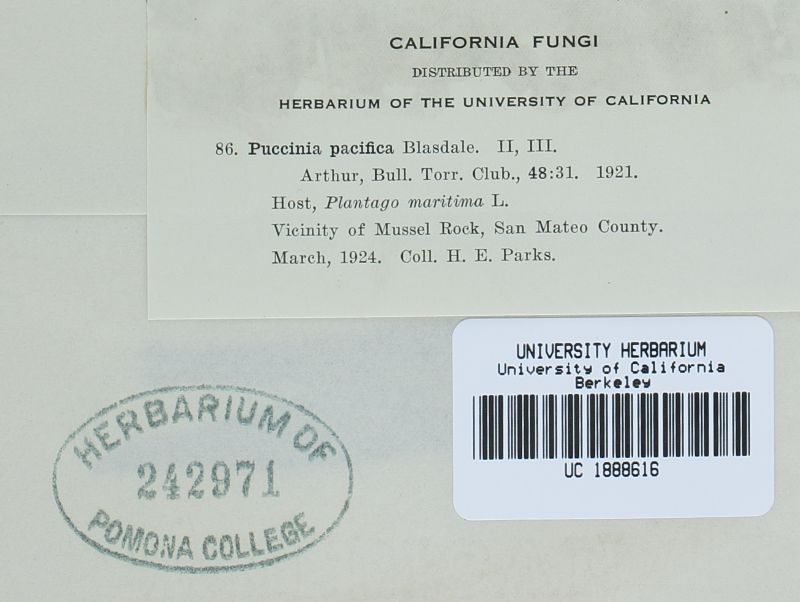 CALIFORNIA FUNGI
DISTRIBUTED BY THE
HERBARIUM OF THE UNIVERSITY OF CALIFORNIA
86. Puccinia pacifica Blasdale. II, III.
Arthur, Bull. Torr. Club., 48:31. 1921.
Host, Plantago maritima L.
Vicinity of Mussel Rock, San Mateo County.
March, 1924. Coll. H. E. Parks.
UNIVERSITY HERBARIUM
University of California
Berkeley
UC 1888616
HERBARIUM OF
242971
POMONA COLLEGE